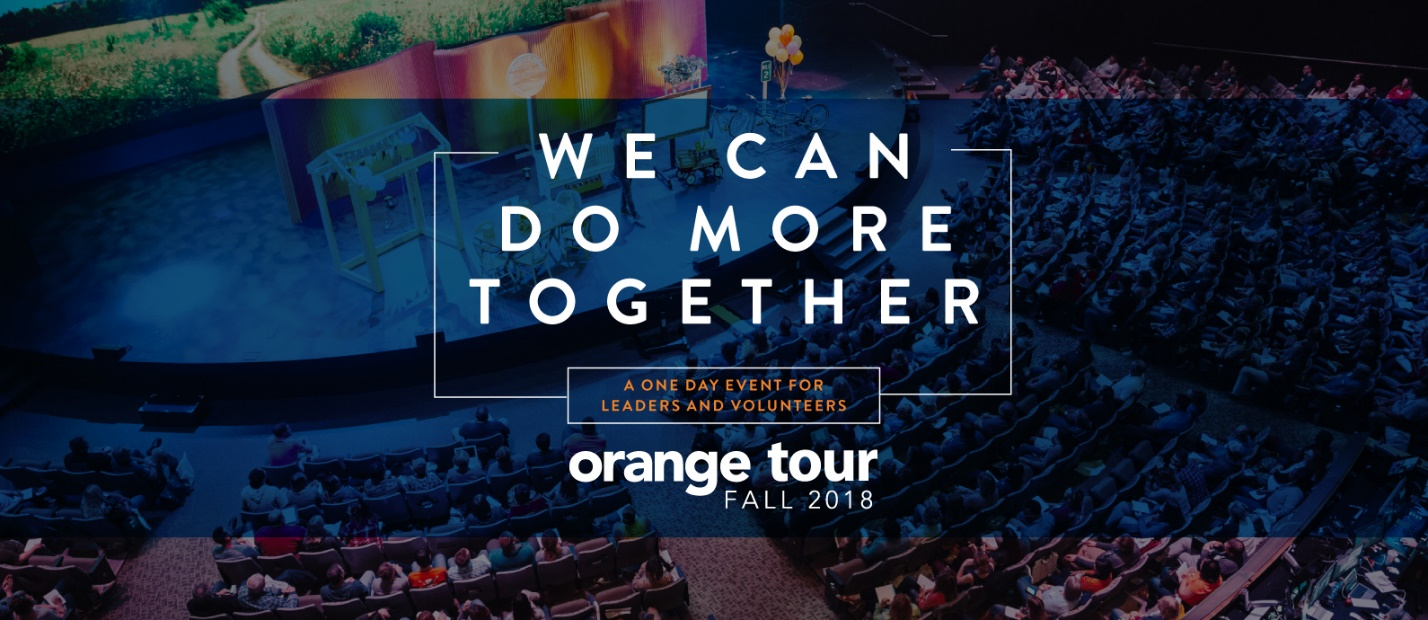 WE CAN
DO MORE
TOGETHER
A ONE DAY EVENT FOR
LEADERS AND VOLUNTEERS
orange tour
FALL 2018